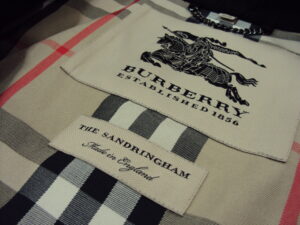 BURBERRY
ESTABLISHED 1856
THE SANDRINGHAM
Made in England